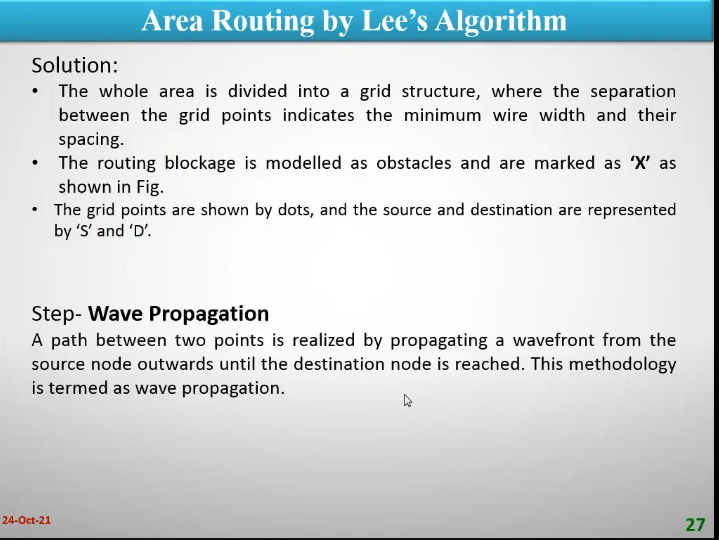 Area Routing by Lee's Algorithm
Solution:
• The whole area is divided into a grid structure, where the separation
between the grid points indicates the minimum wire width and their
spacing.
• The routing blockage is modelled as obstacles and are marked as ‘X’ as
shown in Fig.
• The grid points are shown by dots, and the source and destination are represented
by ‘S’ and ‘D’.
Step- Wave Propagation
A path between two points is realized by propagating a wavefront from the
source node outwards until the destination node is reached. This methodology
is termed as wave propagation.
24-Oct-21
27